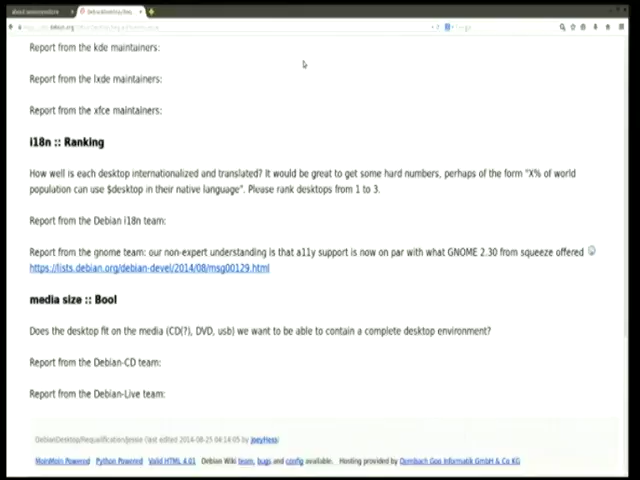 Report from the kde maintainers:
Report from the lxde maintainers:
Report from the xfce maintainers:
i18n :: Ranking
How well is each desktop internationalized and translated? It would be great to get some hard numbers, perhaps of the form "X% of world
population can use $desktop in their native language". Please rank desktops from 1 to 3.
Report from the Debian i18n team:
Report from the gnome team: our non-expert understanding is that a11y support is now on par with what GNOME 2.30 from squeeze offered
https://lists.debian.org/debian-devel/2014/08/msg00129.html
media size :: Bool
Does the desktop fit on the media (CD(?), DVD, usb) we want to be able to contain a complete desktop environment?
Report from the Debian-CD team:
Report from the Debian-Live team:
DebianDesktop/Requalification/Jessie (last edited 2014-08-25 04:14:05 by JoeyHess)
MoinMoin Powered Python Powered Valid HTML 4.01 Debian Wiki team, bugs and config available. Hosting provided by Dembach Goo Informatik GmbH & Co KG